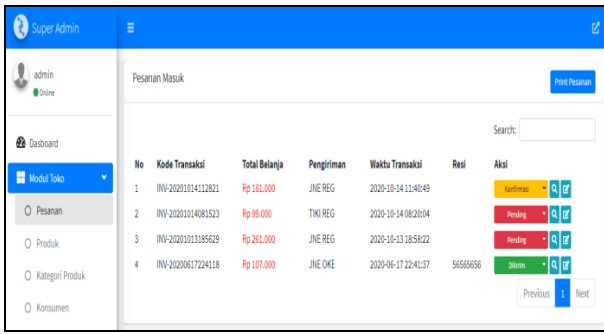 Super Admin
admin
Online
Dasboard
Modul Toko
Pesanan
Produk
Kategori Produk
Konsumen
Pesanan Masuk
Print Pesanan
Search:
No Kode Transaksi Total Belanja Pengiriman Waktu Transaksi Resi Aksi
1 INV-20201014112821 Rp 161.000 JNE REG 2020-10-14 11:40:49 Konfirmasi
2 INV-20201014081523 Rp 99.000 TIKI REG 2020-10-14 08:20:04 Pending
3 INV-20201013185629 Rp 261.000 JNE REG 2020-10-13 18:58:22 Pending
4 INV-20200617224118 Rp 107.000 JNE OKE 2020-06-17 22:41:37 56565656 Dikirim
Previous 1 Next